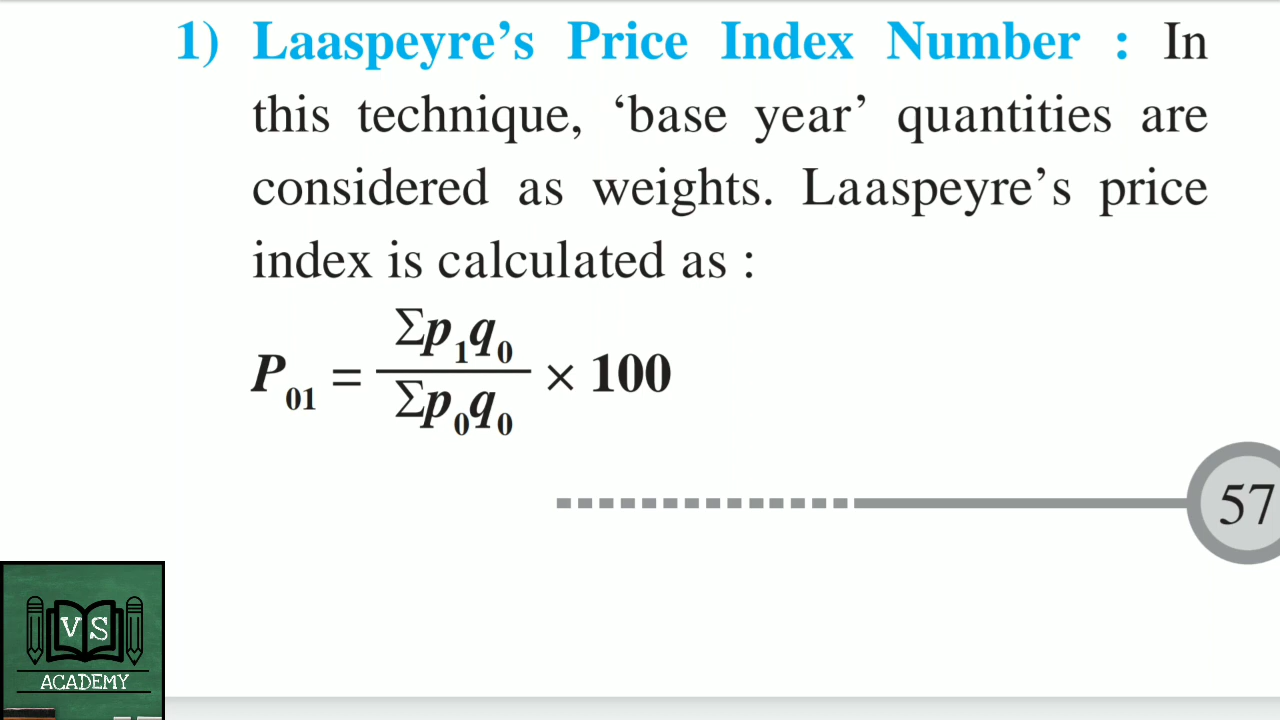 1) Laaspeyre’s Price Index Number : In
this technique, ‘base year’ quantities are
considered as weights. Laaspeyre’s price
index is calculated as :
P₀₁ = Σp₁q₀ / Σp₀q₀ × 100
57
VS
ACADEMY